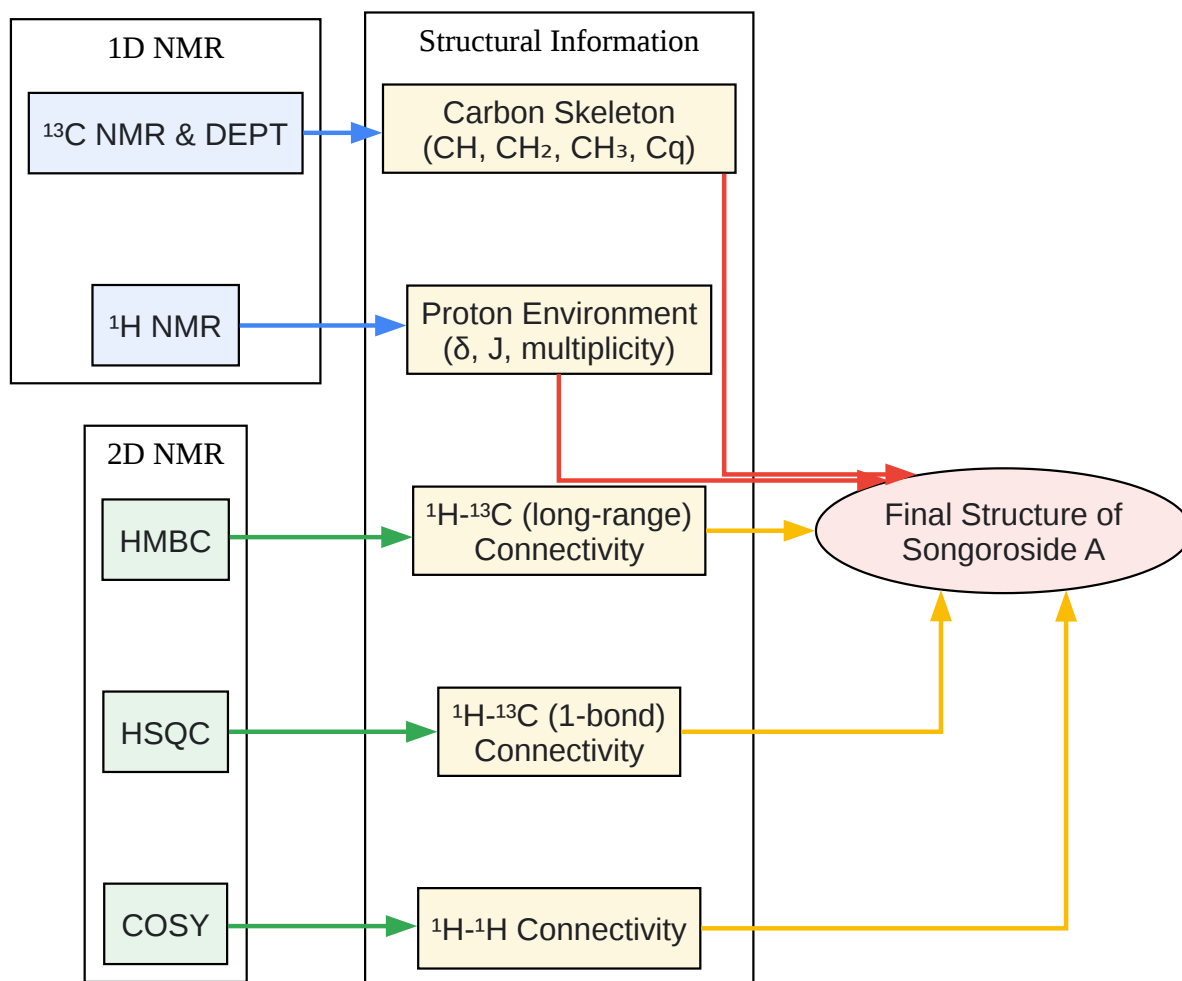 1D NMR
¹³C NMR & DEPT
¹H NMR
2D NMR
HMBC
HSQC
COSY
Structural Information
Carbon Skeleton
(CH, CH₂, CH₃, Cq)
Proton Environment
(δ, J, multiplicity)
¹H-¹³C (long-range)
Connectivity
¹H-¹³C (1-bond)
Connectivity
¹H-¹H Connectivity
Final Structure of
Songoroside A